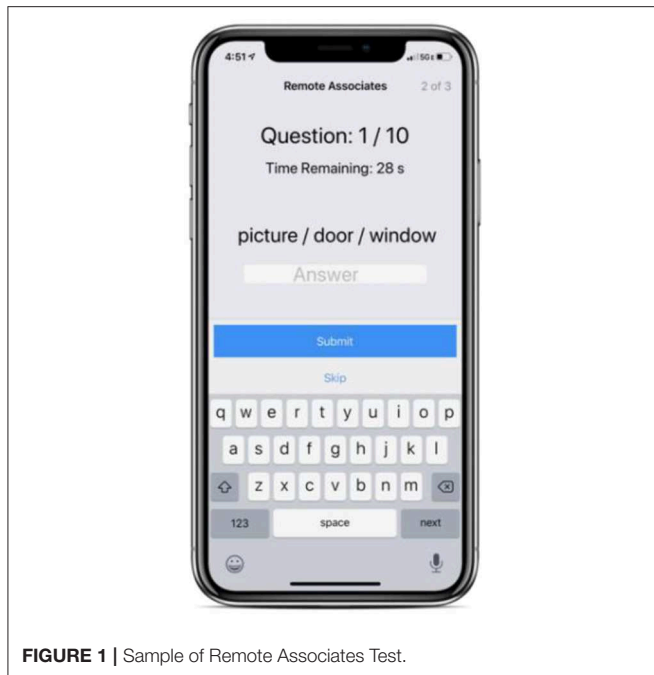 4:51
5GE
Remote Associates 2 of 3
Question: 1 / 10
Time Remaining: 28 s
picture / door / window
Answer
Submit
Skip
q w e r t y u i o p
a s d f g h j k l
z x c v b n m
123 space next
FIGURE 1 | Sample of Remote Associates Test.